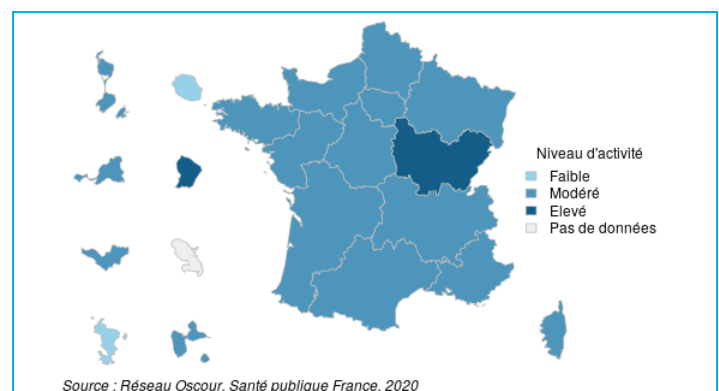 Niveau d'activité
Faible
Modéré
Elevé
Pas de données
Source : Réseau Oscour, Santé publique France, 2020